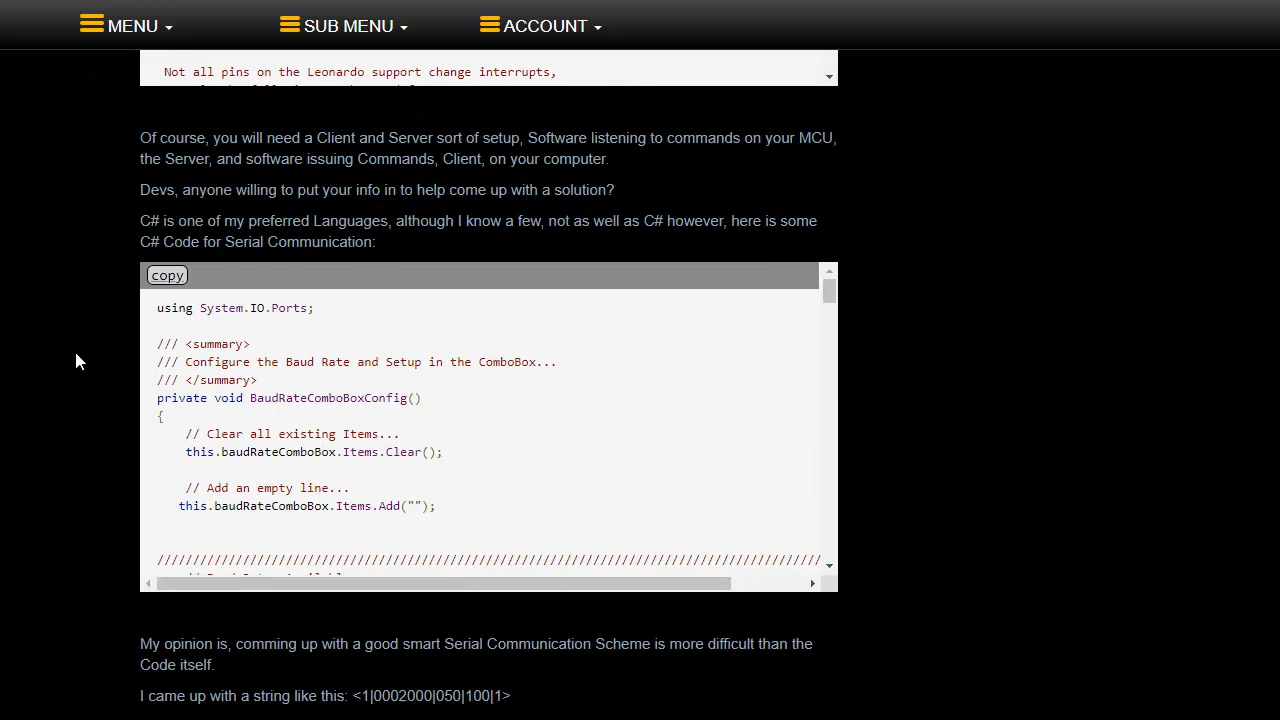 MENU SUB MENU ACCOUNT
Not all pins on the Leonardo support change interrupts,
Of course, you will need a Client and Server sort of setup, Software listening to commands on your MCU,
the Server, and software issuing Commands, Client, on your computer.
Devs, anyone willing to put your info in to help come up with a solution?
C# is one of my preferred Languages, although I know a few, not as well as C# however, here is some
C# Code for Serial Communication:
copy
using System.IO.Ports;
/// <summary>
/// Configure the Baud Rate and Setup in the ComboBox...
/// </summary>
private void BaudRateComboBoxConfig()
{
// Clear all existing Items...
this.baudRateComboBox.Items.Clear();
// Add an empty line...
this.baudRateComboBox.Items.Add("");
/////////////////////////////////////////////////////////////////////////////////////////////
My opinion is, comming up with a good smart Serial Communication Scheme is more difficult than the
Code itself.
I came up with a string like this: <1|0002000|050|100|1>